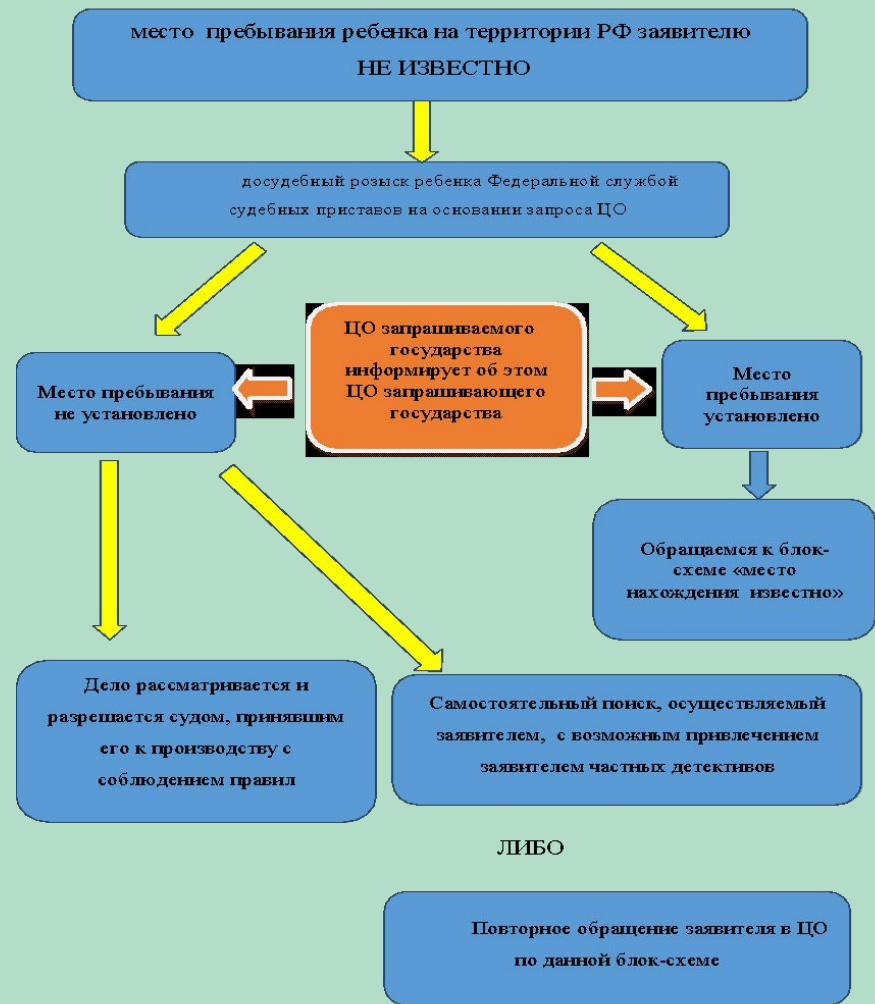 место пребывания ребенка на территории РФ заявителю
НЕ ИЗВЕСТНО
досудебный розыск ребенка Федеральной службой
судебных приставов на основании запроса ЦО
ЦО запрашиваемого
государства
информирует об этом
ЦО запрашивающего
государства
Место пребывания
не установлено
Место
пребывания
установлено
Обращаемся к блок-
схеме «место
нахождения известно»
Дело рассматривается и
разрешается судом, принявшим
его к производству с
соблюдением правил
Самостоятельный поиск, осуществляемый
заявителем, с возможным привлечением
заявителем частных детективов
ЛИБО
Повторное обращение заявителя в ЦО
по данной блок-схеме